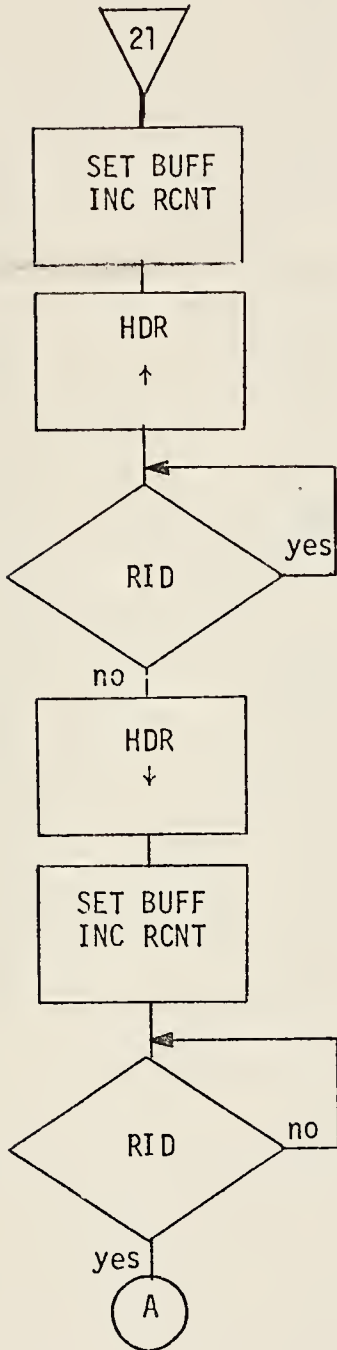 21
SET BUFF
INC RCNT
HDR
↑
RID
yes
no
HDR
↓
SET BUFF
INC RCNT
RID
no
yes
A